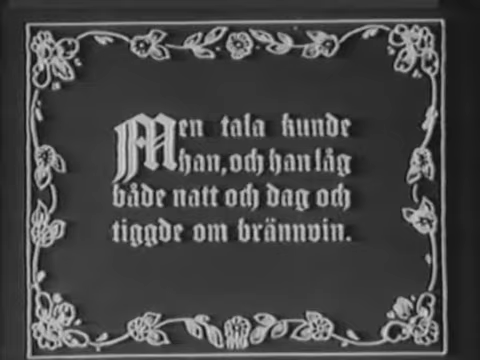 Men tala kunde
han, och han låg
både natt och dag och
tiggde om brännvin.